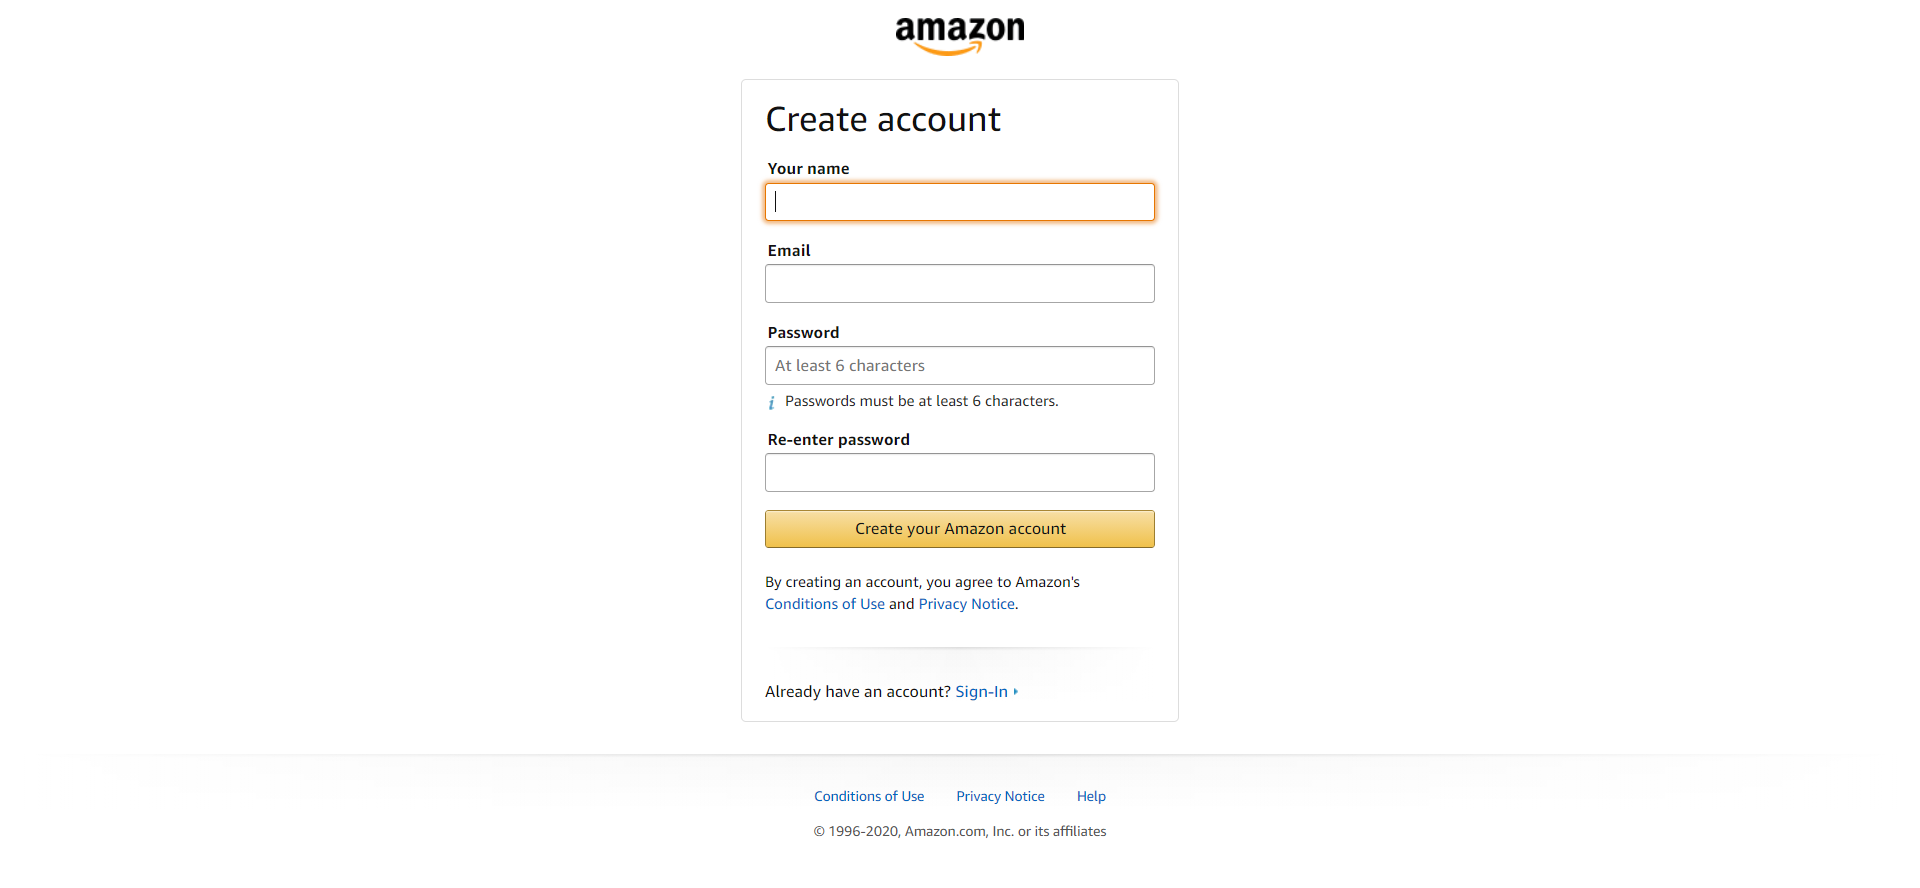 amazon
Create account
Your name
Email
Password
At least 6 characters
i Passwords must be at least 6 characters.
Re-enter password
Create your Amazon account
By creating an account, you agree to Amazon's
Conditions of Use and Privacy Notice.
Already have an account? Sign-In
Conditions of Use Privacy Notice Help
© 1996-2020, Amazon.com, Inc. or its affiliates